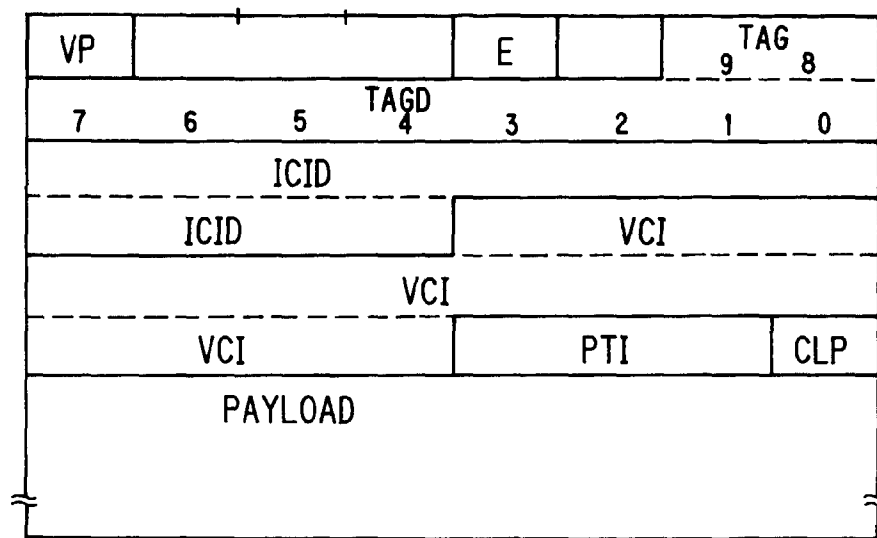 VP E TAG
9 8
TAGD
7 6 5 4 3 2 1 0
ICID
ICID VCI
VCI
VCI PTI CLP
PAYLOAD